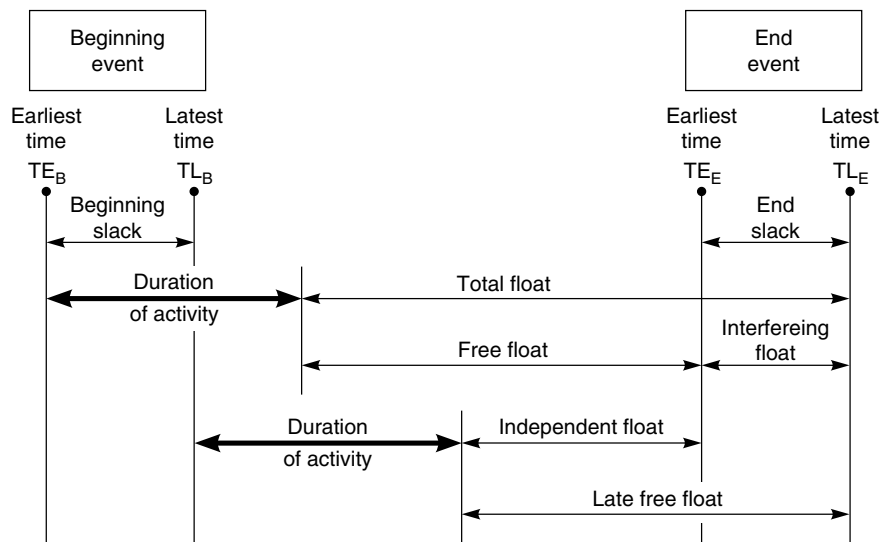 Beginning
event
End
event
Earliest
time
Latest
time
Earliest
time
Latest
time
TE_B
TL_B
TE_E
TL_E
Beginning
slack
End
slack
Duration
of activity
Total float
Free float
Interfereing
float
Duration
of activity
Independent float
Late free float